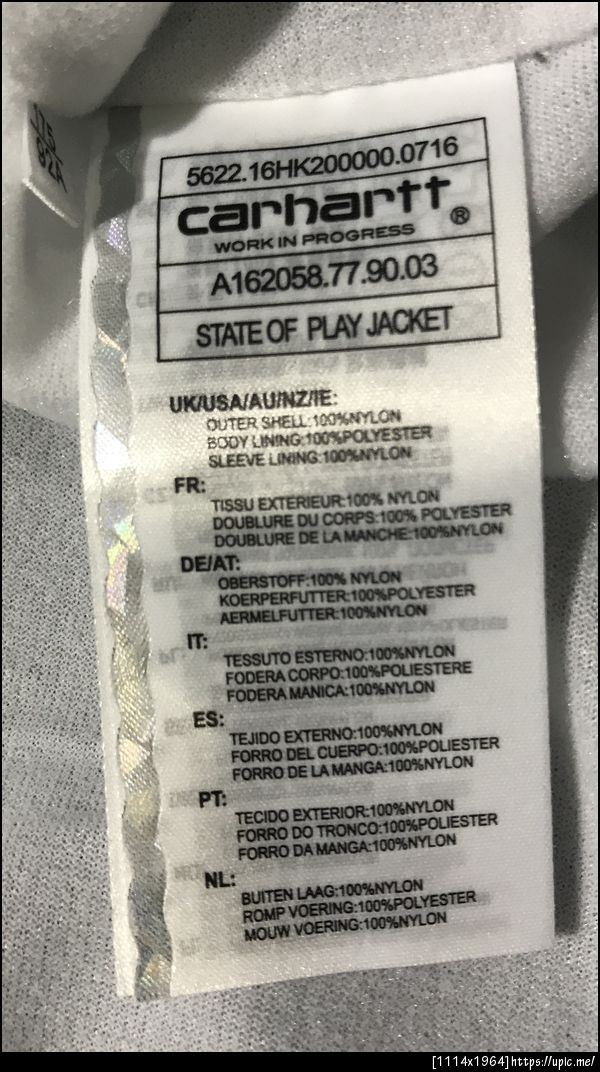 175
92A
5622.16HK200000.0716
carhartt ®
WORK IN PROGRESS
A162058.77.90.03
STATE OF PLAY JACKET
UK/USA/AU/NZ/IE:
OUTER SHELL:100%NYLON
BODY LINING:100%POLYESTER
SLEEVE LINING:100%NYLON
FR:
TISSU EXTERIEUR:100% NYLON
DOUBLURE DU CORPS:100% POLYESTER
DOUBLURE DE LA MANCHE:100%NYLON
DE/AT:
OBERSTOFF:100% NYLON
KOERPERFUTTER:100%POLYESTER
AERMELFUTTER:100%NYLON
IT:
TESSUTO ESTERNO:100%NYLON
FODERA CORPO:100%POLIESTERE
FODERA MANICA:100%NYLON
ES:
TEJIDO EXTERNO:100%NYLON
FORRO DEL CUERPO:100%POLIESTER
FORRO DE LA MANGA:100%NYLON
PT:
TECIDO EXTERIOR:100%NYLON
FORRO DO TRONCO:100%POLIESTER
FORRO DA MANGA:100%NYLON
NL:
BUITEN LAAG:100%NYLON
ROMP VOERING:100%POLYESTER
MOUW VOERING:100%NYLON
[1114x1964]https://upic.me/